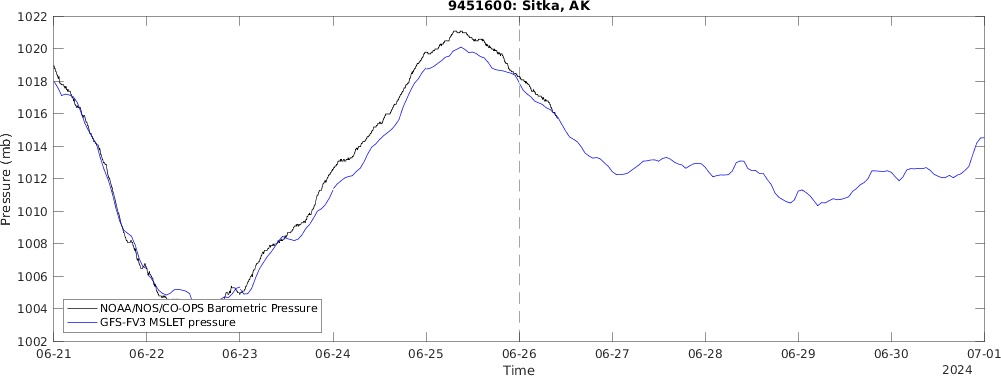 9451600: Sitka, AK
Pressure (mb)
1022
1020
1018
1016
1014
1012
1010
1008
1006
1004
1002
NOAA/NOS/CO-OPS Barometric Pressure
GFS-FV3 MSLET pressure
06-21 06-22 06-23 06-24 06-25 06-26 06-27 06-28 06-29 06-30 07-01
Time
2024